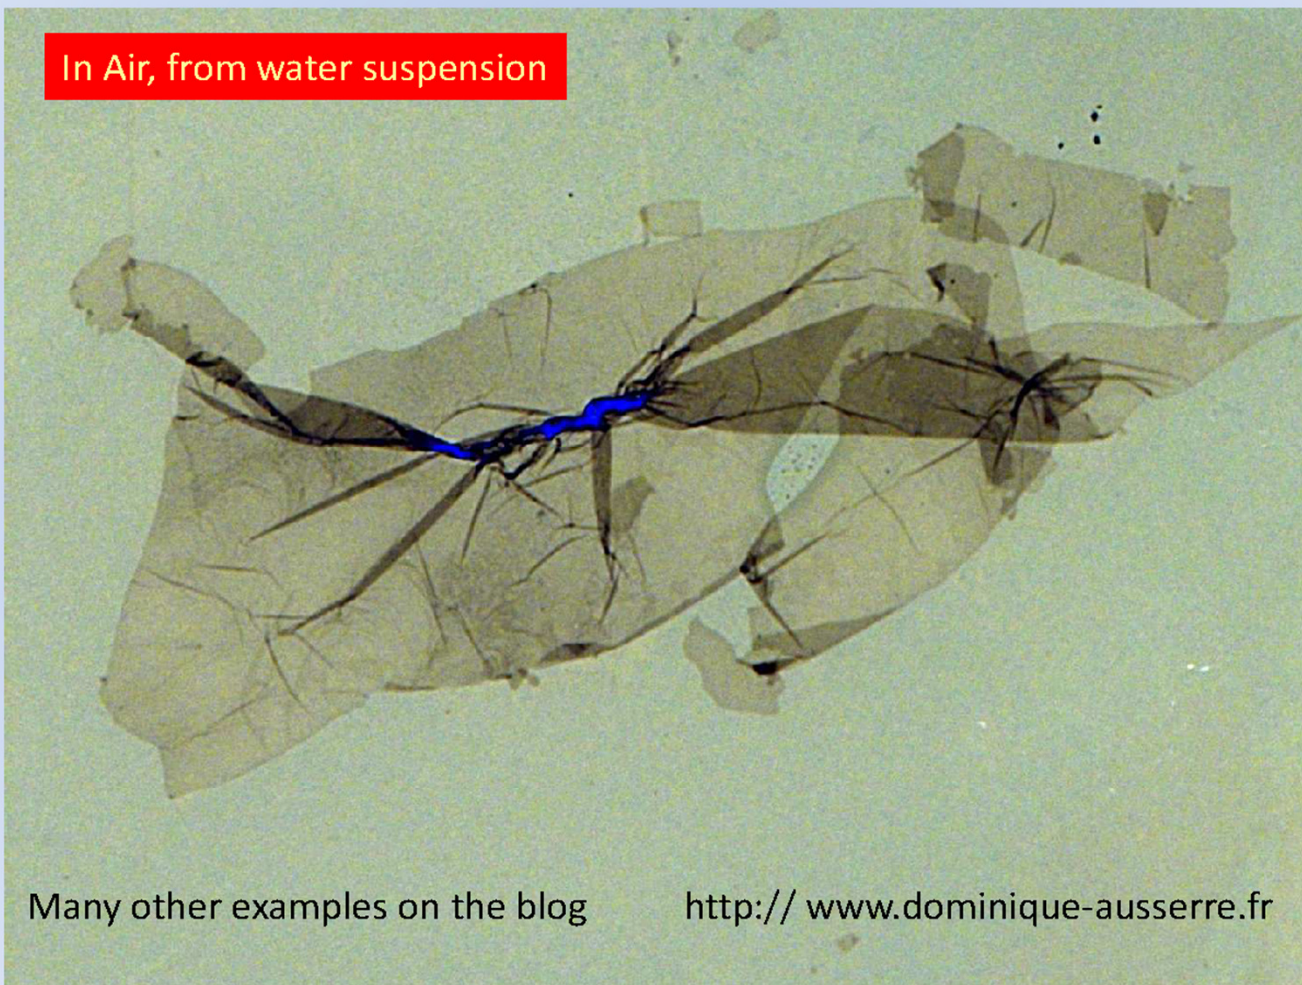 In Air, from water suspension
Many other examples on the blog
http:// www.dominique-ausserre.fr